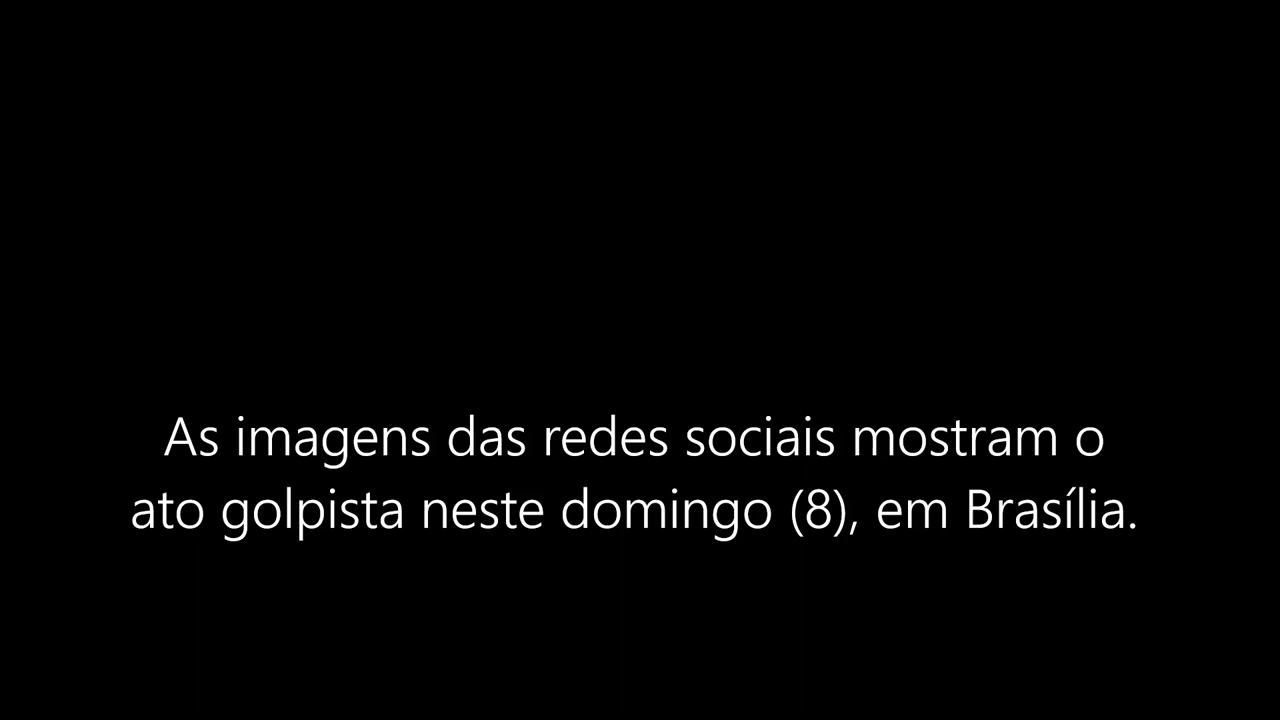 As imagens das redes sociais mostram o
ato golpista neste domingo (8), em Brasília.